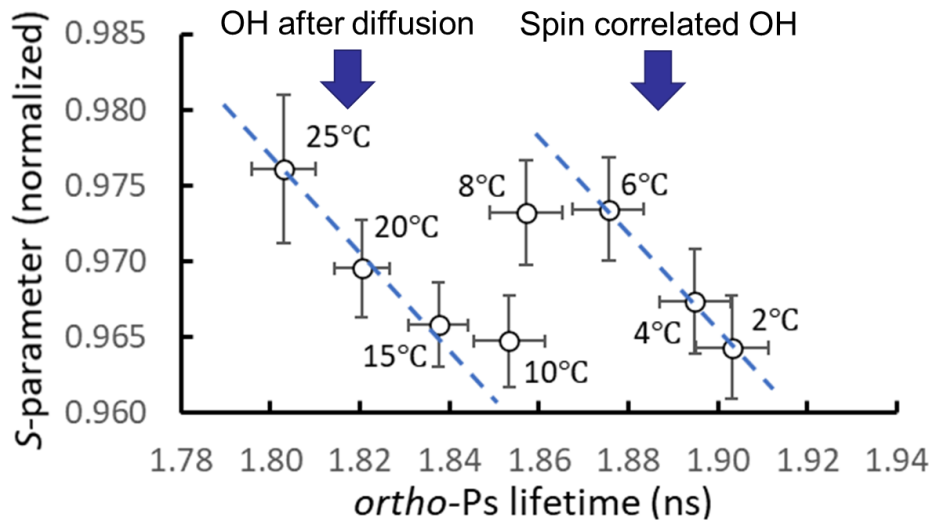 OH after diffusion
Spin correlated OH
S-parameter (normalized)
0.985
0.980
0.975
0.970
0.965
0.960
25℃
20℃
15℃
10℃
8℃
6℃
4℃
2℃
1.78 1.80 1.82 1.84 1.86 1.88 1.90 1.92 1.94
ortho-Ps lifetime (ns)